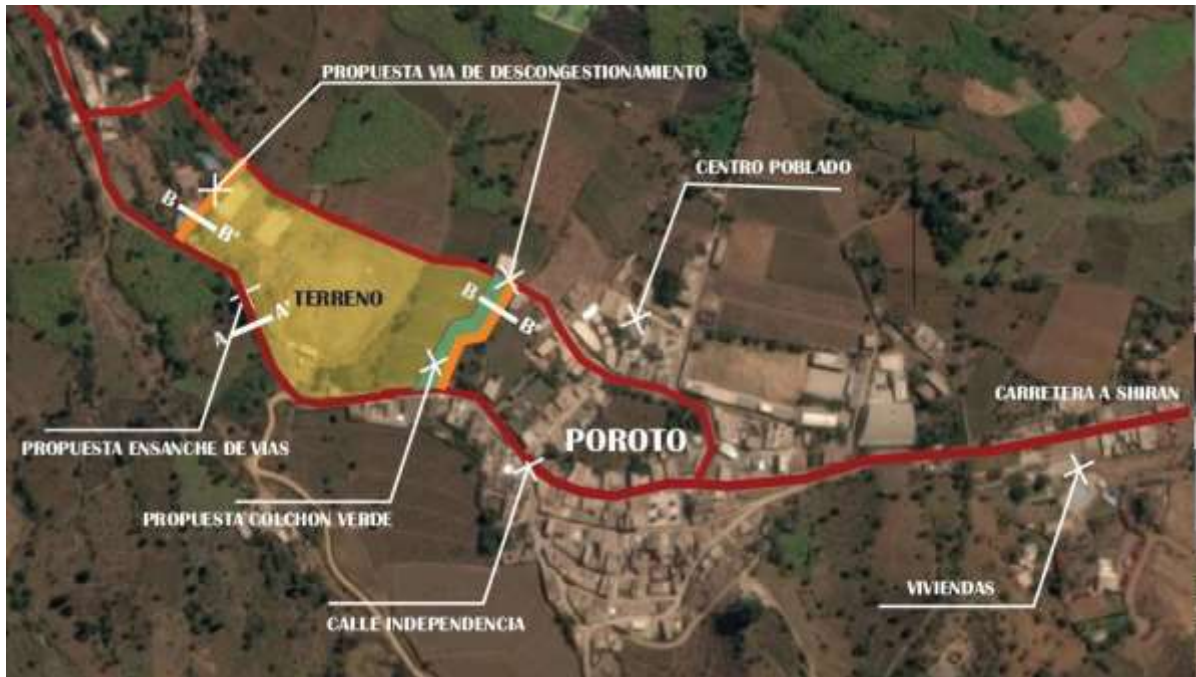 PROPUESTA VIA DE DESCONGESTIONAMIENTO
CENTRO POBLADO
B
B'
TERRENO
B
B'
A
A'
CARRETERA A SHIRAN
POROTO
PROPUESTA ENSANCHE DE VIAS
PROPUESTA COLCHON VERDE
VIVIENDAS
CALLE INDEPENDENCIA